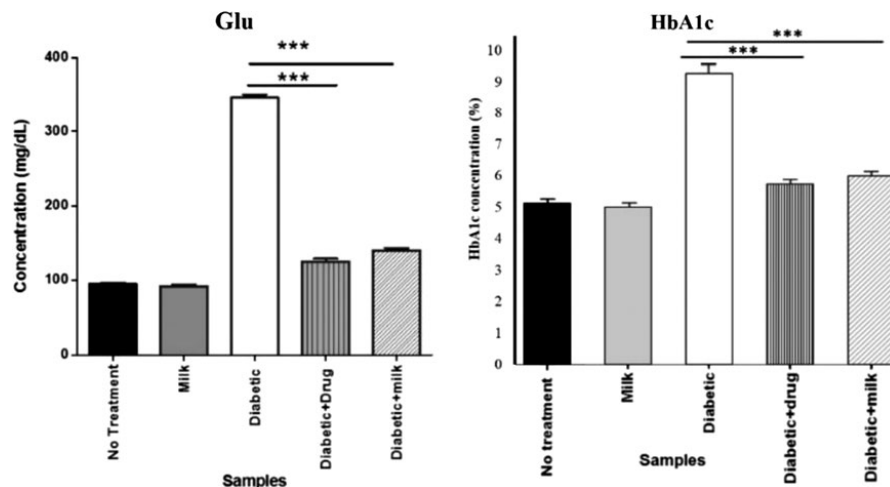 Glu
***
***
Concentration (mg/dL)
400
300
200
100
0
No Treatment
Milk
Diabetic
Diabetic+Drug
Diabetic+milk
Samples
HbA1c
***
***
HbA1c concentration (%)
10
9
8
7
6
5
4
3
2
1
0
No treatment
Milk
Diabetic
Diabetic+drug
Diabetic+milk
Samples